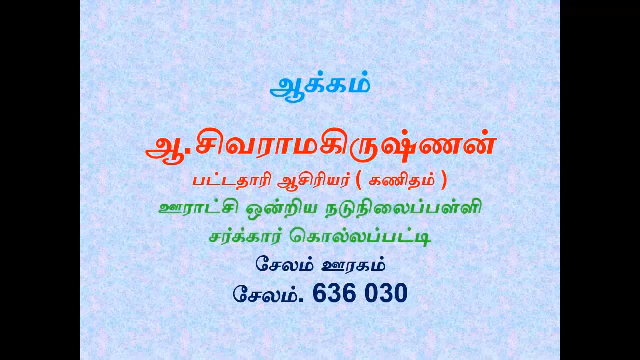 ஆக்கம்
ஆ.சிவராமகிருஷ்ணன்
பட்டதாரி ஆசிரியர் ( கணிதம் )
ஊராட்சி ஒன்றிய நடுநிலைப்பள்ளி
சர்க்கார் கொல்லப்பட்டி
சேலம் ஊரகம்
சேலம். 636 030